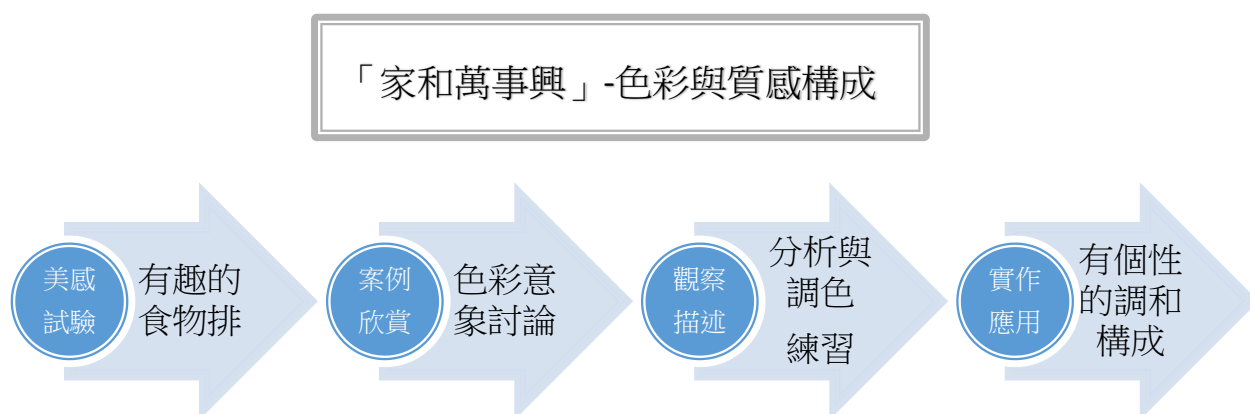 「家和萬事興」-色彩與質感構成
美感
試驗
有趣的
食物排
案例
欣賞
色彩意
象討論
觀察
描述
分析與
調色
練習
實作
應用
有個性
的調和
構成